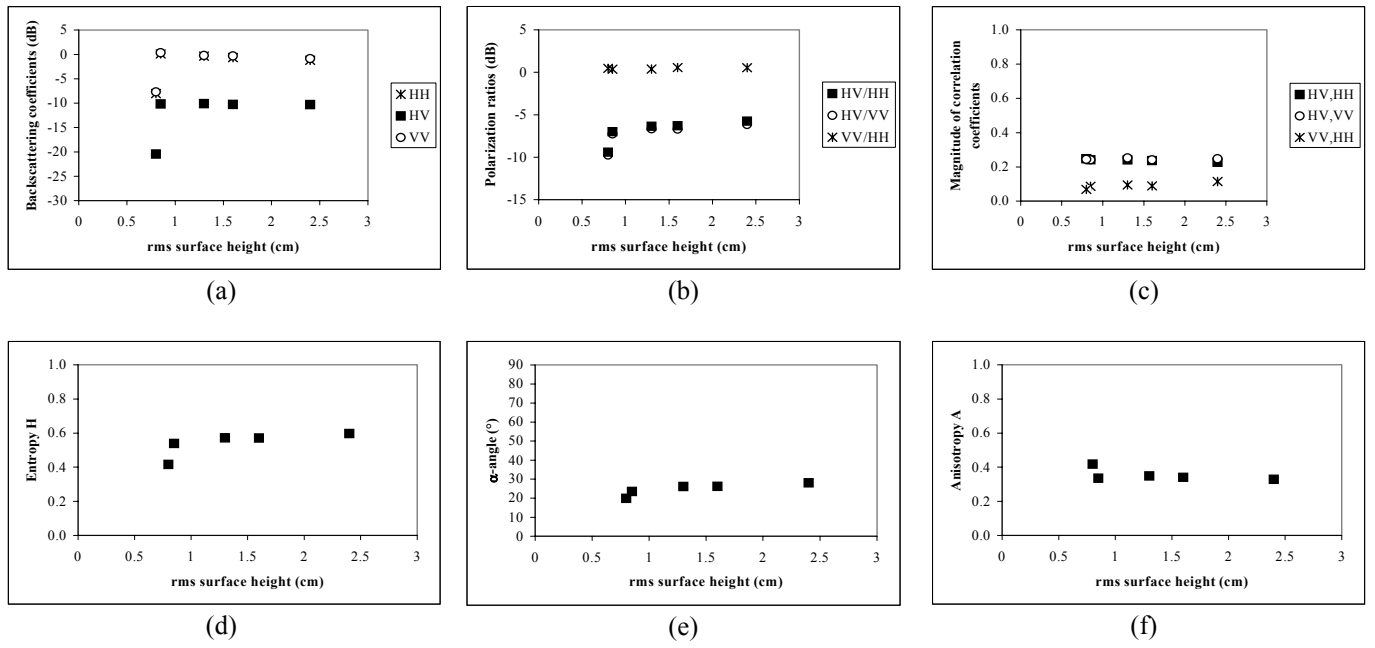 Backscattering coefficients (dB)
5
0
-5
-10
-15
-20
-25
-30
0 0.5 1 1.5 2 2.5 3
rms surface height (cm)
HH
HV
VV
(a)
Polarization ratios (dB)
5
0
-5
-10
-15
0 0.5 1 1.5 2 2.5 3
rms surface height (cm)
HV/HH
HV/VV
VV/HH
(b)
Magnitude of correlation
coefficients
1.0
0.8
0.6
0.4
0.2
0.0
0 0.5 1 1.5 2 2.5 3
rms surface height (cm)
HV,HH
HV,VV
VV,HH
(c)
Entropy H
1.0
0.8
0.6
0.4
0.2
0.0
0 0.5 1 1.5 2 2.5 3
rms surface height (cm)
(d)
α-angle (°)
90
80
70
60
50
40
30
20
10
0
0 0.5 1 1.5 2 2.5 3
rms surface height (cm)
(e)
Anisotropy A
1.0
0.8
0.6
0.4
0.2
0.0
0 0.5 1 1.5 2 2.5 3
rms surface height (cm)
(f)